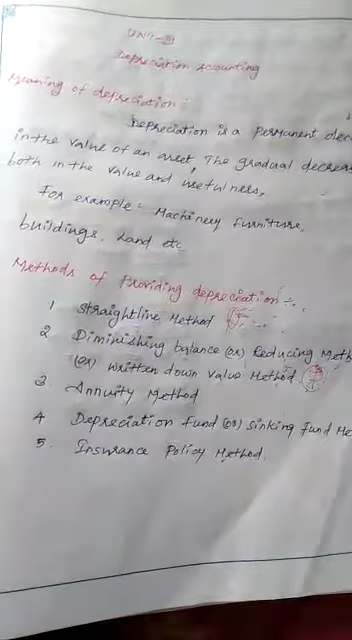 UNIT-III
Depreciation Accounting
Meaning of depreciation:
Depreciation is a permanent dec
in the value of an asset, The gradual decrea
both in the value and usefulness,
For example: Machinery Furniture,
buildings, Land etc
Methods of Providing depreciation:-
1 Straightline Method
2 Diminishing balance (or) Reducing Meth
(or) Written down value Method.
3 Annuity Method
4 Depreciation Fund (or) Sinking Fund Me
5. Insurance Policy Method.